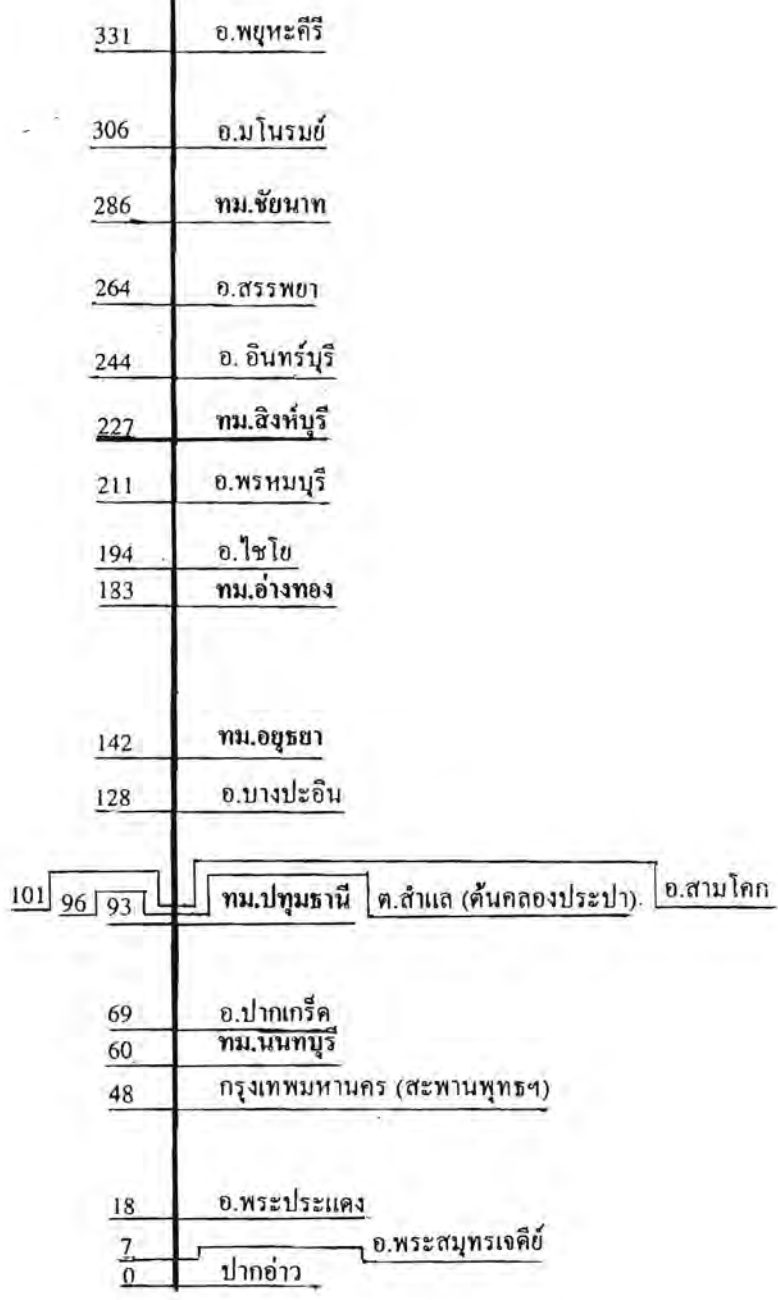 331 อ.พยุหะคีรี
306 อ.มโนรมย์
286 ทม.ชัยนาท
264 อ.สรรพยา
244 อ. อินทร์บุรี
227 ทม.สิงห์บุรี
211 อ.พรหมบุรี
194 อ.ไชโย
183 ทม.อ่างทอง
142 ทม.อยุธยา
128 อ.บางปะอิน
101 96 93 ทม.ปทุมธานี ต.สำแล (ต้นคลองประปา) อ.สามโคก
69 อ.ปากเกร็ด
60 ทม.นนทบุรี
48 กรุงเทพมหานคร (สะพานพุทธฯ)
18 อ.พระประแดง
7 อ.พระสมุทรเจดีย์
0 ปากอ่าว